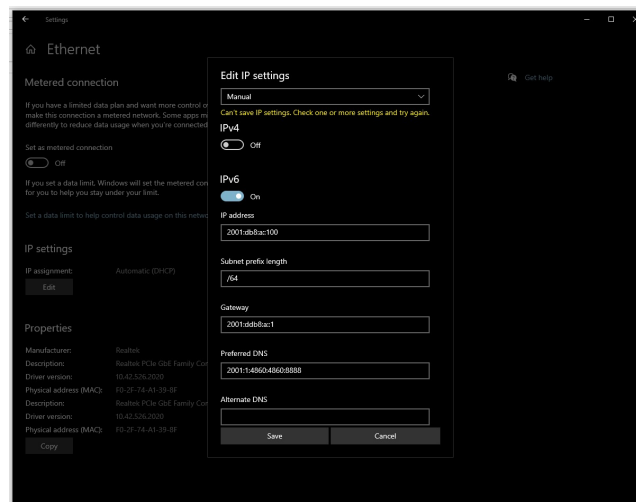 Settings
Ethernet
Metered connection
If you have a limited data plan and want more control o
make this connection a metered network. Some apps m
differently to reduce data usage when you're connected
Set as metered connection
Off
If you set a data limit, Windows will set the metered con
for you to help you stay under your limit.
Set a data limit to help control data usage on this netwo
IP settings
IP assignment: Automatic (DHCP)
Edit
Properties
Manufacturer: Realtek
Description: Realtek PCIe GbE Family Cor
Driver version: 10.42.526.2020
Physical address (MAC): F0-2F-74-A1-39-8F
Description: Realtek PCIe GbE Family Cor
Driver version: 10.42.526.2020
Physical address (MAC): F0-2F-74-A1-39-8F
Copy
Edit IP settings
Manual
Can't save IP settings. Check one or more settings and try again.
IPv4
Off
IPv6
On
IP address
2001:db8:a::100
Subnet prefix length
/64
Gateway
2001:ddb8:a::1
Preferred DNS
2001:1:4860:4860:8888
Alternate DNS
Save
Cancel
Get help